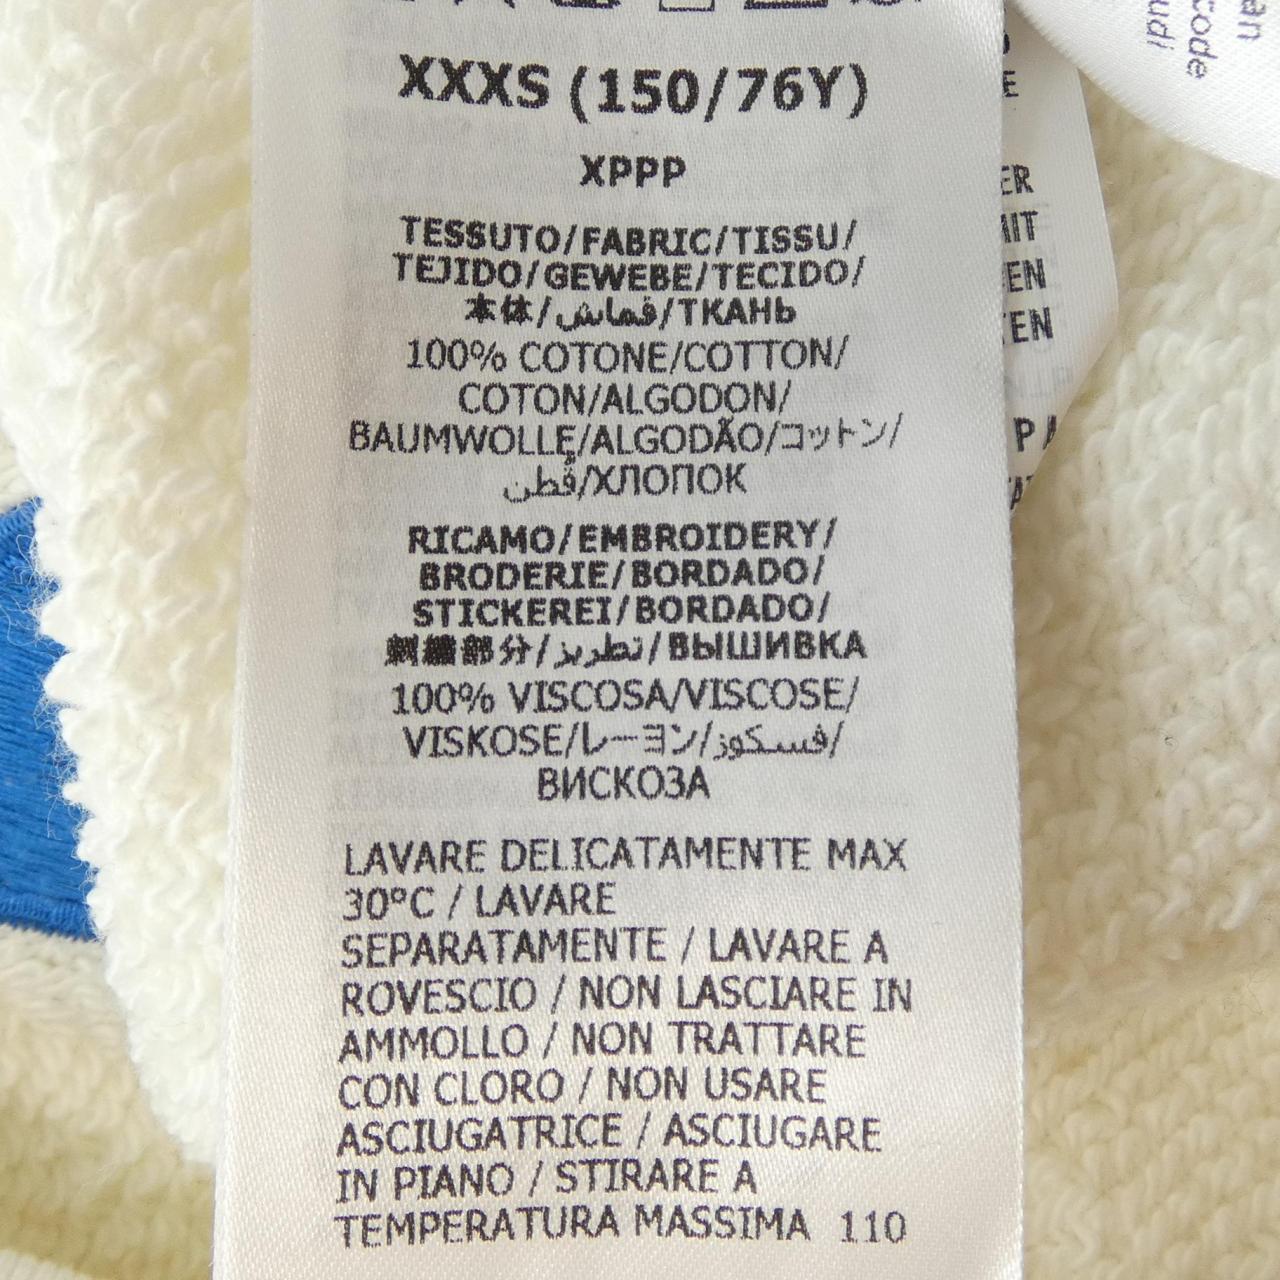 XXXS (150/76Y)
XPPP
TESSUTO/FABRIC/TISSU/
TEJIDO/GEWEBE/TECIDO/
本体/قماش/ТКАНЬ
100% COTONE/COTTON/
COTON/ALGODON/
BAUMWOLLE/ALGODÃO/コットン/
قُطن/ХЛОПОК
RICAMO/EMBROIDERY/
BRODERIE/BORDADO/
STICKEREI/BORDADO/
刺繍部分/تطريز/ВЫШИВКА
100% VISCOSA/VISCOSE/
VISKOSE/レーヨン/فسكوز/
ВИСКОЗА
LAVARE DELICATAMENTE MAX
30°C / LAVARE
SEPARATAMENTE / LAVARE A
ROVESCIO / NON LASCIARE IN
AMMOLLO / NON TRATTARE
CON CLORO / NON USARE
ASCIUGATRICE / ASCIUGARE
IN PIANO / STIRARE A
TEMPERATURA MASSIMA 110